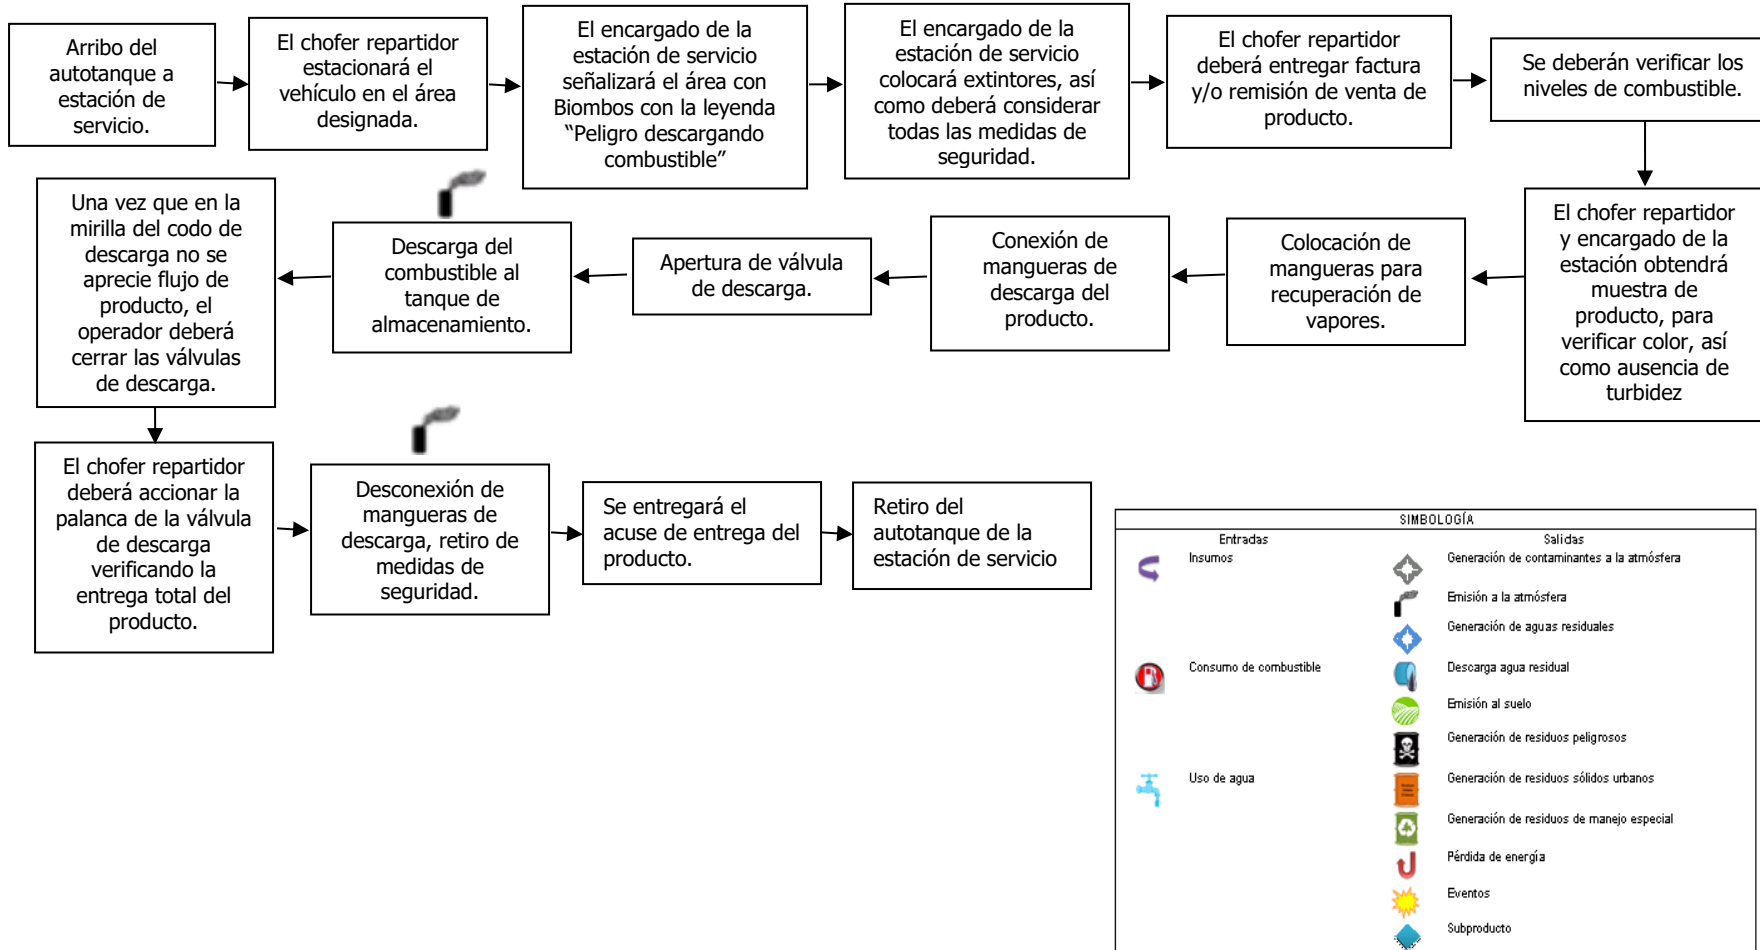 Arribo del
autotanque a
estación de
servicio.
El chofer repartidor
estacionará el
vehículo en el área
designada.
El encargado de la
estación de servicio
señalizará el área con
Biombos con la leyenda
“Peligro descargando
combustible”
El encargado de la
estación de servicio
colocará extintores, así
como deberá considerar
todas las medidas de
seguridad.
El chofer repartidor
deberá entregar factura
y/o remisión de venta de
producto.
Se deberán verificar los
niveles de combustible.
El chofer repartidor
y encargado de la
estación obtendrá
muestra de
producto, para
verificar color, así
como ausencia de
turbidez
Colocación de
mangueras para
recuperación de
vapores.
Conexión de
mangueras de
descarga del
producto.
Apertura de válvula
de descarga.
Descarga del
combustible al
tanque de
almacenamiento.
Una vez que en la
mirilla del codo de
descarga no se
aprecie flujo de
producto, el
operador deberá
cerrar las válvulas
de descarga.
El chofer repartidor
deberá accionar la
palanca de la válvula
de descarga
verificando la
entrega total del
producto.
Desconexión de
mangueras de
descarga, retiro de
medidas de
seguridad.
Se entregará el
acuse de entrega del
producto.
Retiro del
autotanque de la
estación de servicio
SIMBOLOGÍA
Entradas
Insumos
Consumo de combustible
Uso de agua
Salidas
Generación de contaminantes a la atmósfera
Emisión a la atmósfera
Generación de aguas residuales
Descarga agua residual
Emisión al suelo
Generación de residuos peligrosos
Generación de residuos sólidos urbanos
Generación de residuos de manejo especial
Pérdida de energía
Eventos
Subproducto